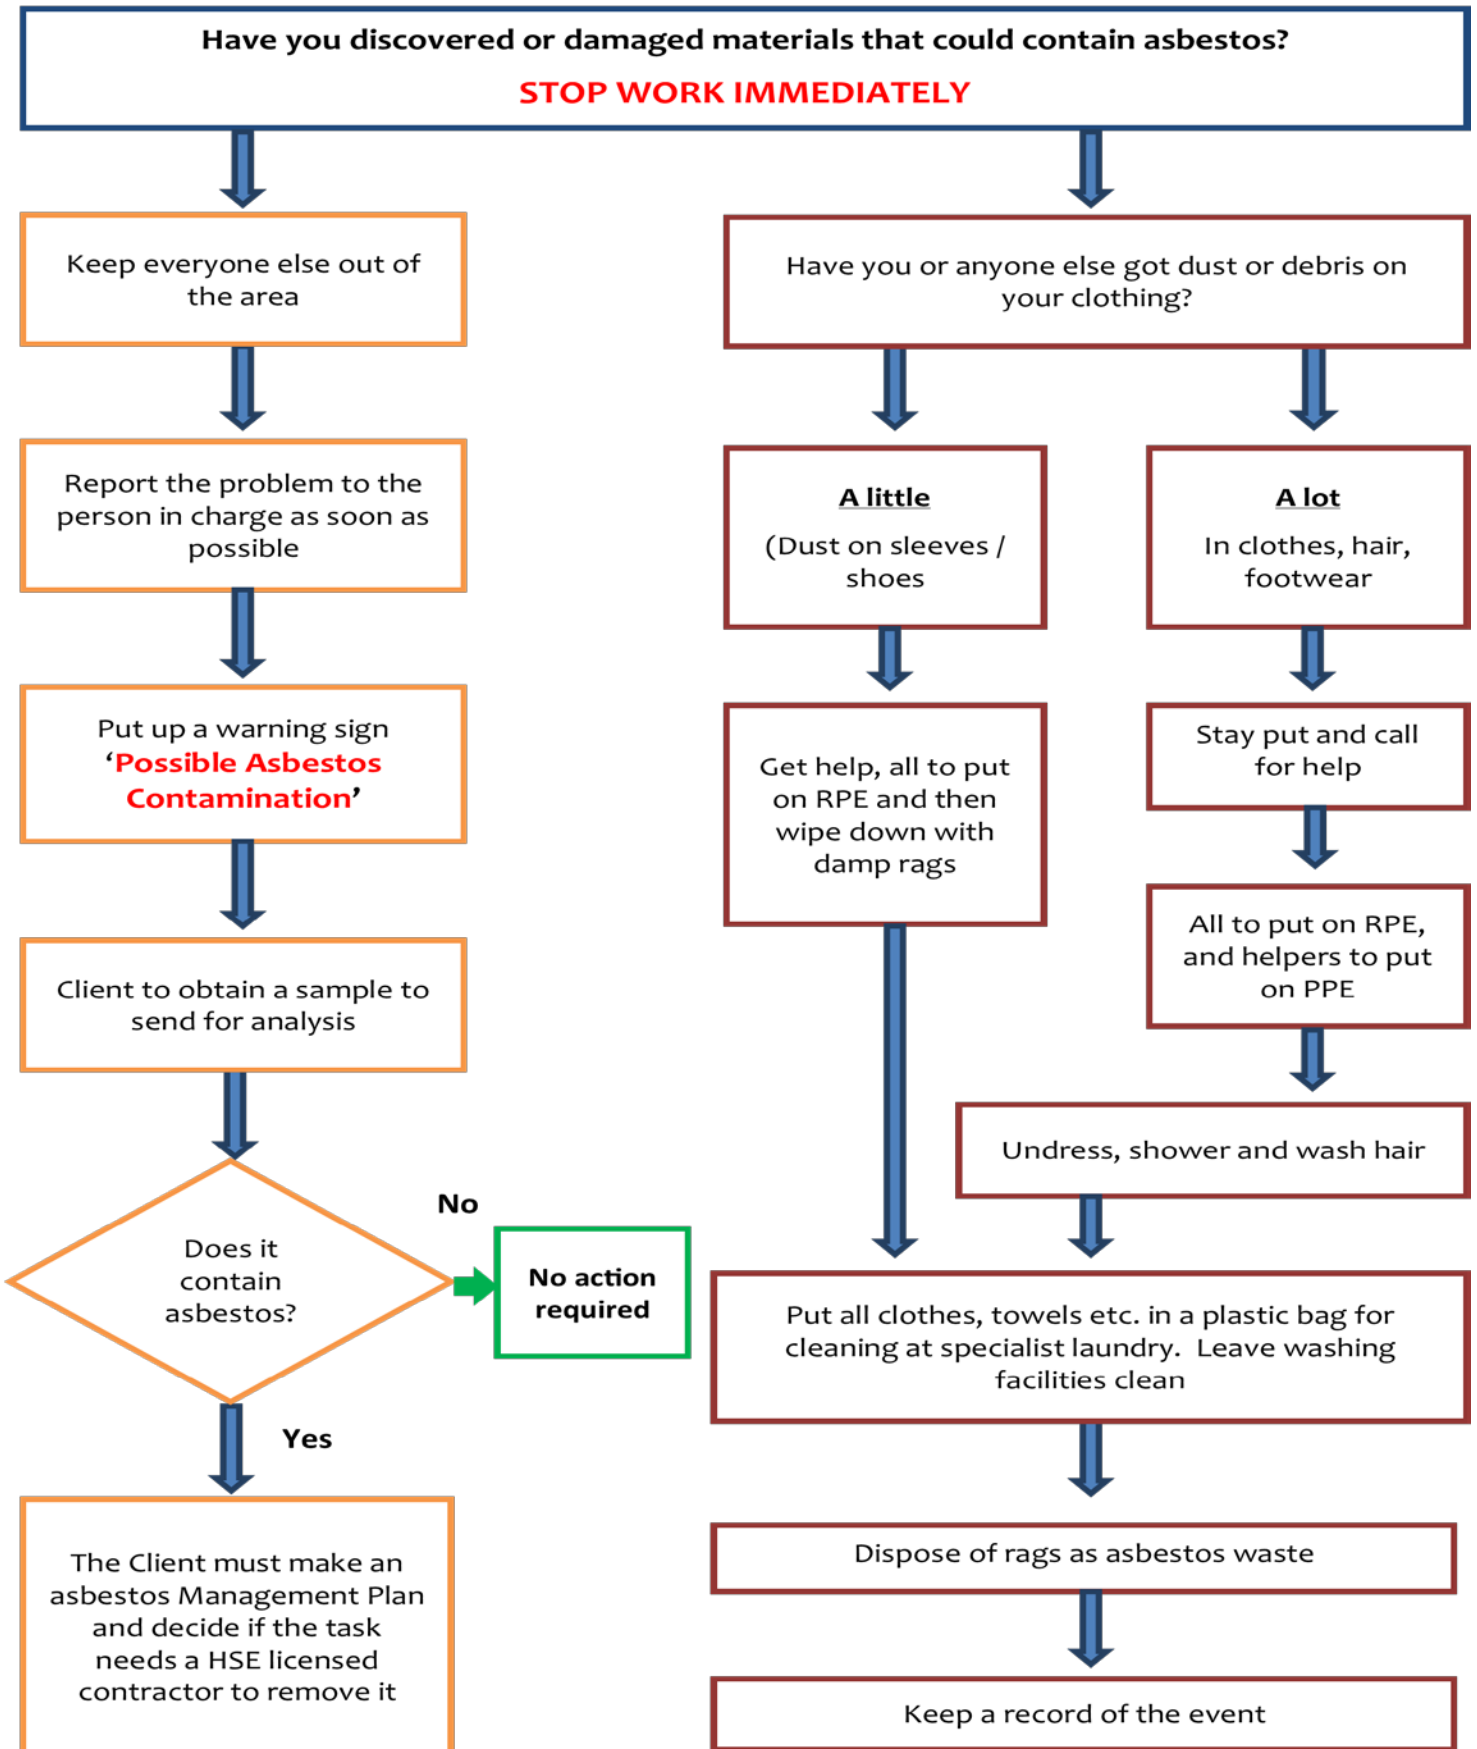 Have you discovered or damaged materials that could contain asbestos?
STOP WORK IMMEDIATELY
Keep everyone else out of
the area
Report the problem to the
person in charge as soon as
possible
Put up a warning sign
‘Possible Asbestos
Contamination’
Client to obtain a sample to
send for analysis
Does it
contain
asbestos?
No
No action
required
Yes
The Client must make an
asbestos Management Plan
and decide if the task
needs a HSE licensed
contractor to remove it
Have you or anyone else got dust or debris on
your clothing?
A little
(Dust on sleeves /
shoes
Get help, all to put
on RPE and then
wipe down with
damp rags
A lot
In clothes, hair,
footwear
Stay put and call
for help
All to put on RPE,
and helpers to put
on PPE
Undress, shower and wash hair
Put all clothes, towels etc. in a plastic bag for
cleaning at specialist laundry.  Leave washing
facilities clean
Dispose of rags as asbestos waste
Keep a record of the event